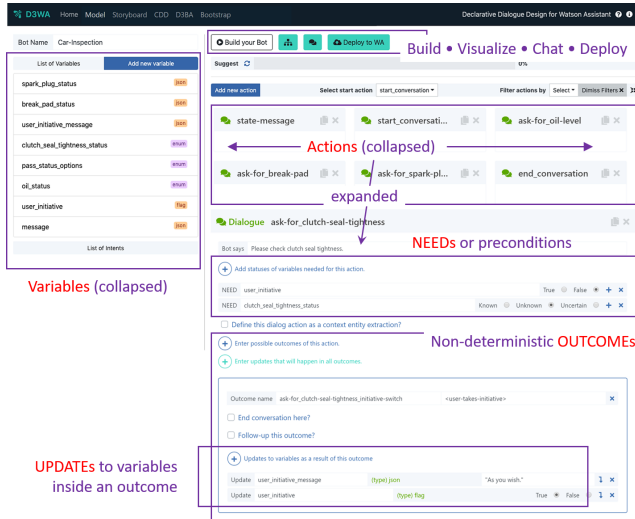 D3WA Home Model Storyboard CDD D3BA Bootstrap Declarative Dialogue Design for Watson Assistant
Bot Name Car-Inspection
List of Variables Add new variable
spark_plug_status json
break_pad_status json
user_initiative_message json
clutch_seal_tightness_status enum
pass_status_options enum
oil_status enum
user_initiative flag
message json
List of Intents
Variables (collapsed)
Build your Bot Deploy to WA
Build • Visualize • Chat • Deploy
Suggest 0%
Add new action Select start action start_conversation Filter actions by Select Dimiss Filters ×
state-message start_conversati... ask-for_oil-level
Actions (collapsed)
ask-for_break-pad ask-for_spark-pl... end_conversation
expanded
Dialogue ask-for_clutch-seal-tightness
NEEDs or preconditions
Bot says Please check clutch seal tightness.
Add statuses of variables needed for this action.
NEED user_initiative True False
NEED clutch_seal_tightness_status Known Unknown Uncertain
Define this dialog action as a context entity extraction?
Non-deterministic OUTCOMEs
Enter possible outcomes of this action.
Enter updates that will happen in all outcomes.
Outcome name ask-for_clutch-seal-tightness_initiative-switch <user-takes-initiative>
End conversation here?
Follow-up this outcome?
Updates to variables as a result of this outcome
UPDATEs to variables
inside an outcome
Update user_initiative_message (type) json "As you wish."
Update user_initiative (type) flag True False